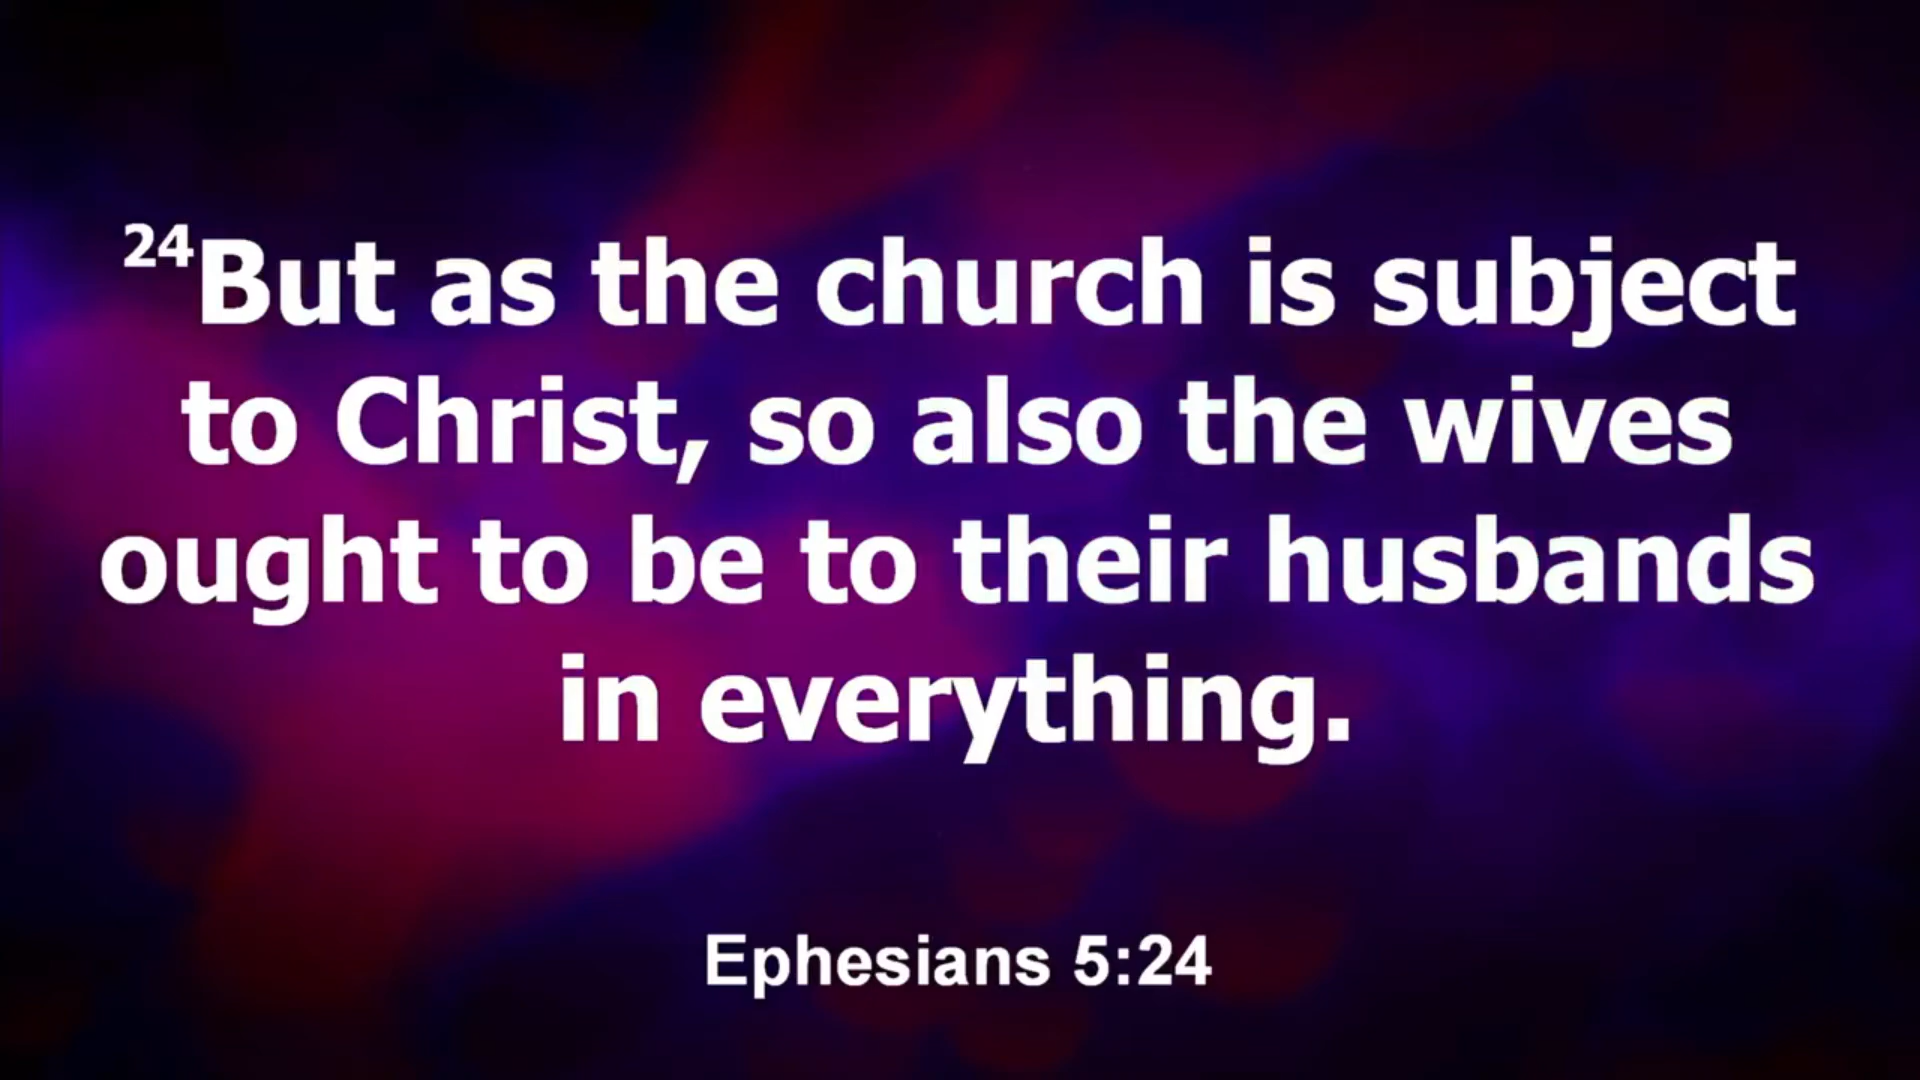 24But as the church is subject
to Christ, so also the wives
ought to be to their husbands
in everything.
Ephesians 5:24